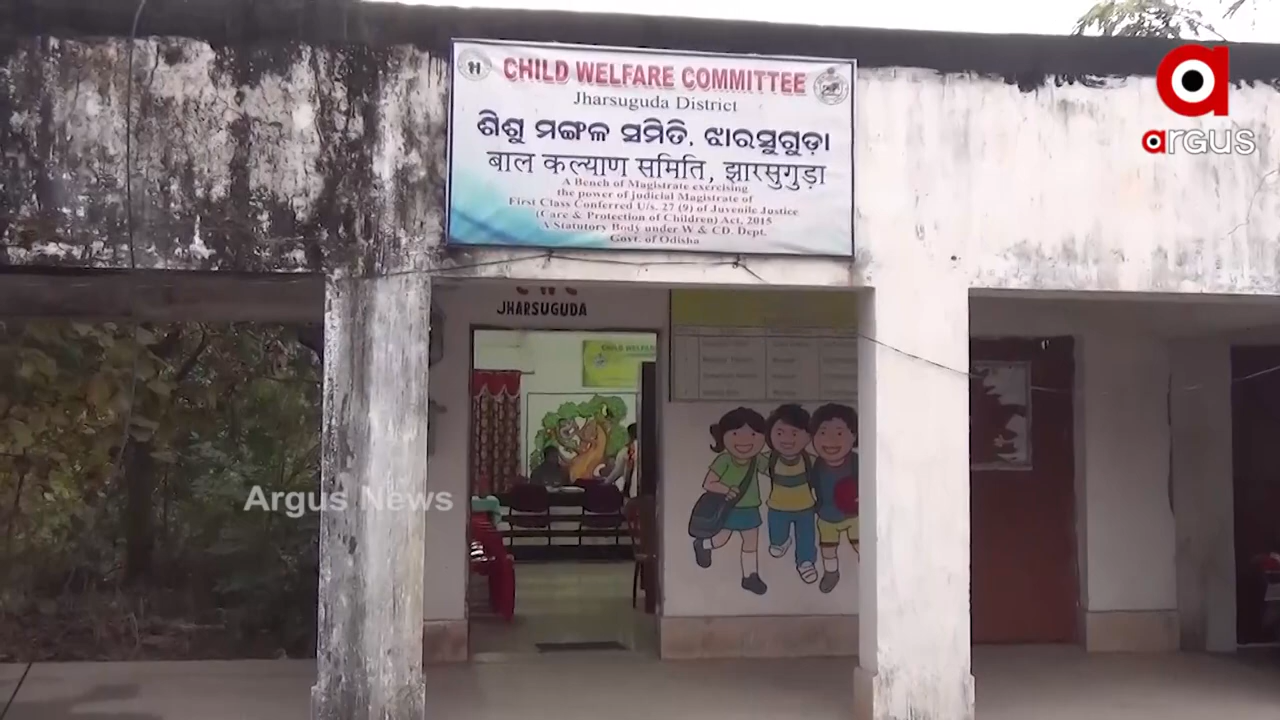 CHILD WELFARE COMMITTEE
Jharsuguda District
ଶିଶୁ ମଙ୍ଗଳ ସମିତି, ଝାରସୁଗୁଡ଼ା
बाल कल्याण समिति, झारसुगुड़ा
A Bench of Magistrate exercising
the power of judicial Magistrate of
First Class Conferred U/s. 27 (9) of Juvenile Justice
(Care & Protection of Children) Act, 2015
A Statutory Body under W & CD. Dept.
Govt. of Odisha
argus
JHARSUGUDA
CHILD WELFARE
Argus News